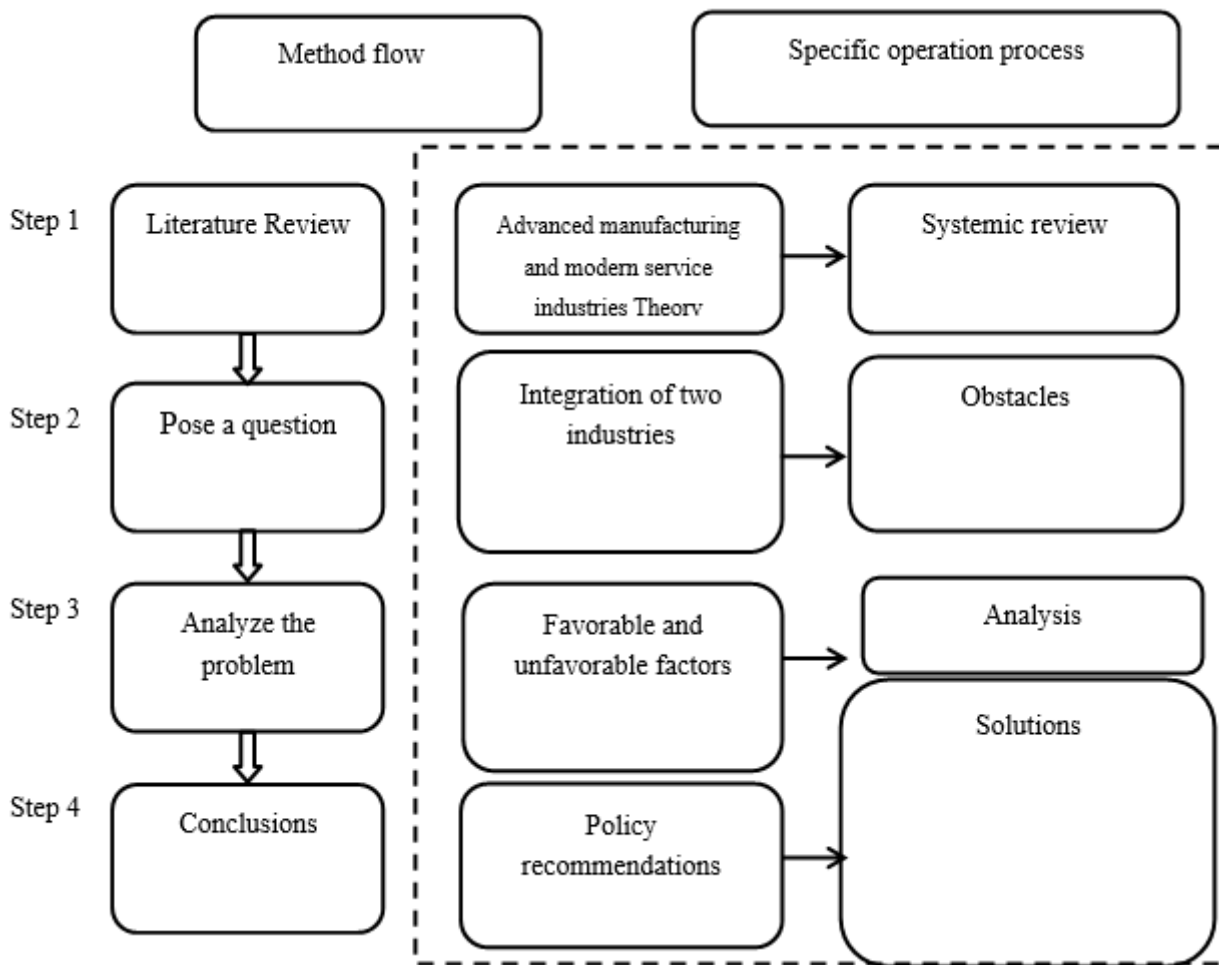 Method flow
Specific operation process
Step 1
Literature Review
Advanced manufacturing
and modern service
industries Theory
Systemic review
Step 2
Pose a question
Integration of two
industries
Obstacles
Step 3
Analyze the
problem
Favorable and
unfavorable factors
Analysis
Solutions
Step 4
Conclusions
Policy
recommendations